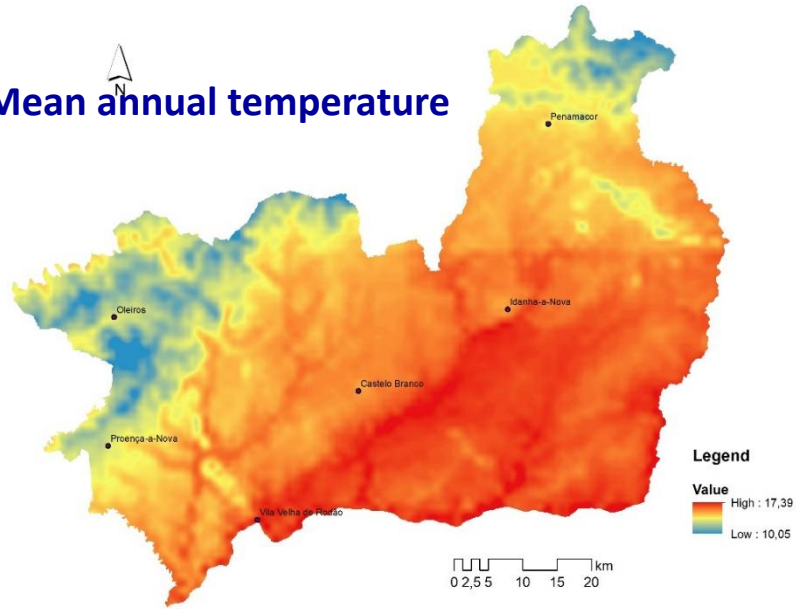 N
Mean annual temperature
Penamacor
Oleiros
Idanha-a-Nova
Castelo Branco
Proença-a-Nova
Vila Velha de Rodão
Legend
Value
High : 17,39
Low : 10,05
km
0 2,5 5 10 15 20